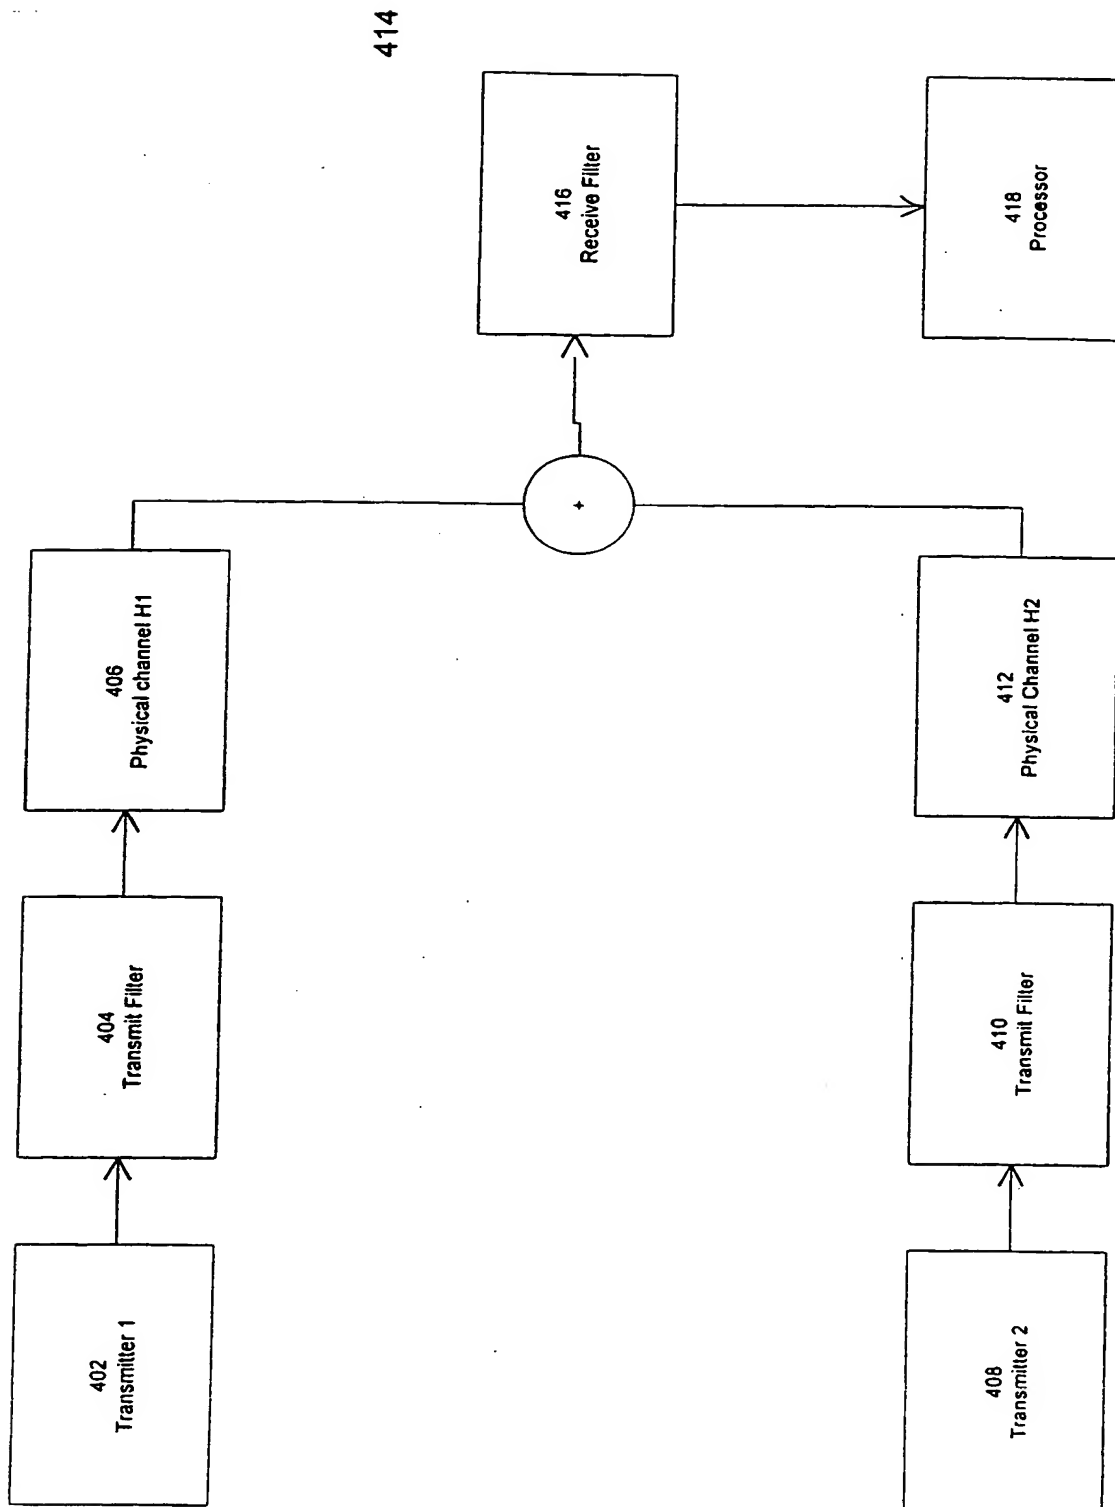 402
Transmitter 1
404
Transmit Filter
406
Physical channel H1
408
Transmitter 2
410
Transmit Filter
412
Physical Channel H2
+
414
416
Receive Filter
418
Processor